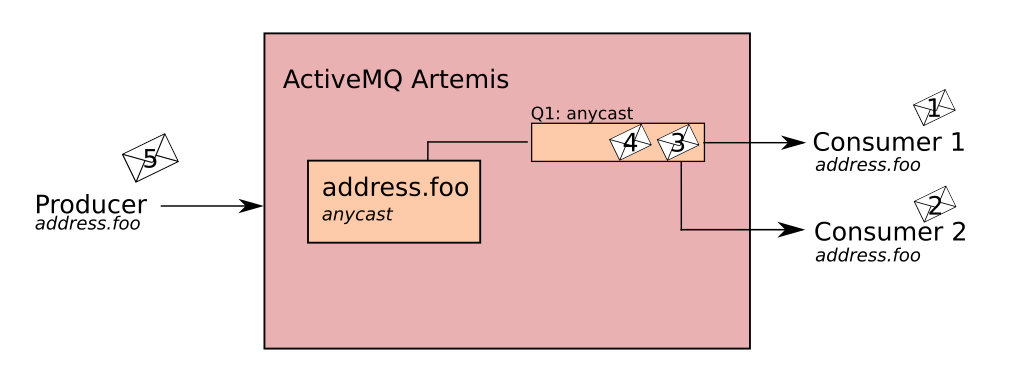 ActiveMQ Artemis
Q1: anycast
address.foo
anycast
5
Producer
address.foo
4
3
1
Consumer 1
address.foo
2
Consumer 2
address.foo